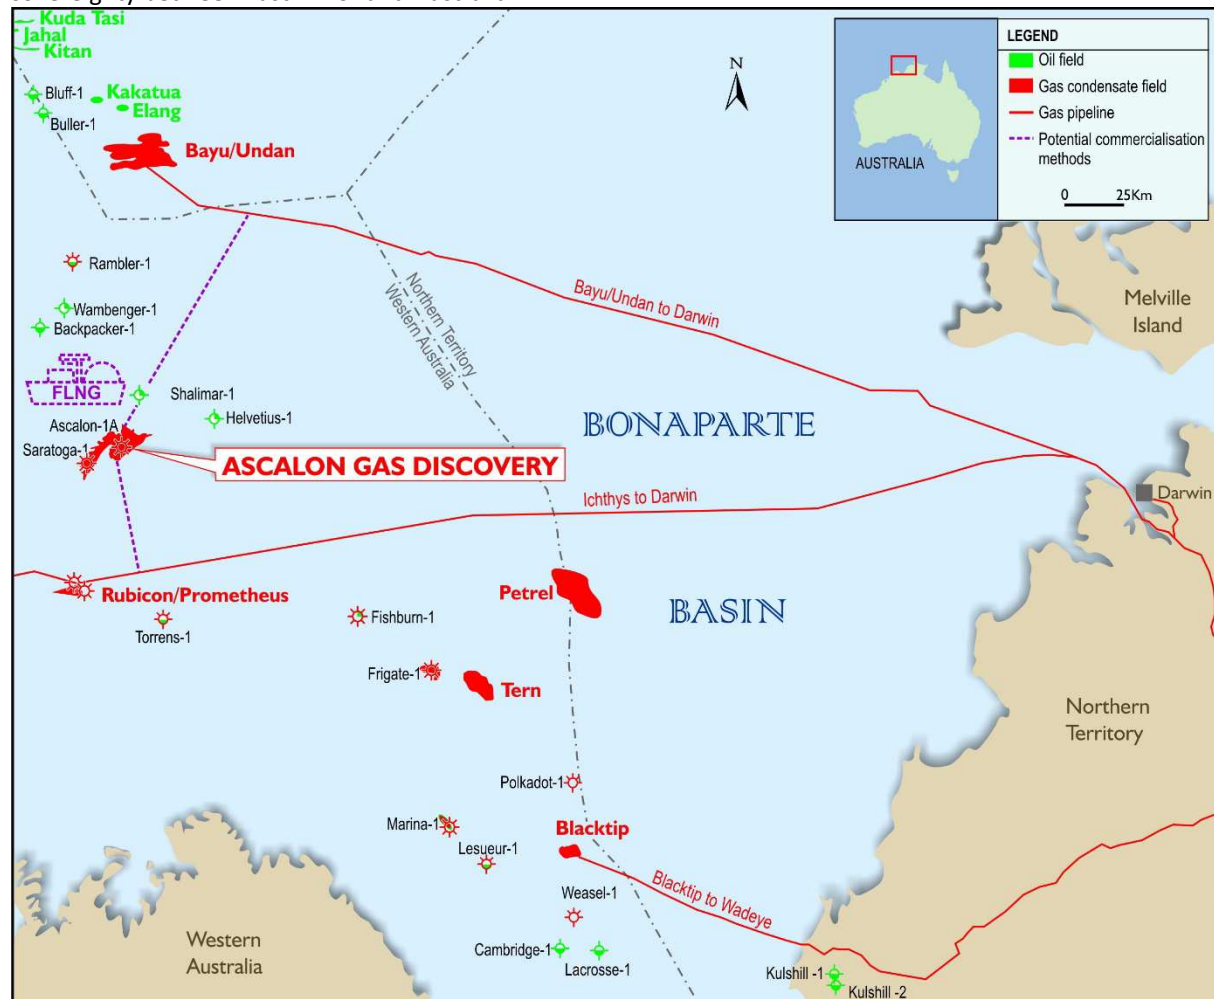 Kuda Tasi
Jahal
Kitan
Bluff-1
Kakatua
Elang
Buller-1
Bayu/Undan
N
AUSTRALIA
LEGEND
Oil field
Gas condensate field
Gas pipeline
Potential commercialisation
methods
0 25Km
Rambler-1
Wambenger-1
Backpacker-1
FLNG
Shalimar-1
Helvetius-1
Ascalon-1A
Saratoga-1
ASCALON GAS DISCOVERY
Northern Territory
Western Australia
Bayu/Undan to Darwin
Melville
Island
BONAPARTE
Ichthys to Darwin
Darwin
Rubicon/Prometheus
Torrens-1
Fishburn-1
Petrel
BASIN
Frigate-1
Tern
Northern
Territory
Polkadot-1
Marina-1
Blacktip
Lesueur-1
Blacktip to Wadeye
Weasel-1
Cambridge-1
Lacrosse-1
Western
Australia
Kulshill -1
Kulshill -2